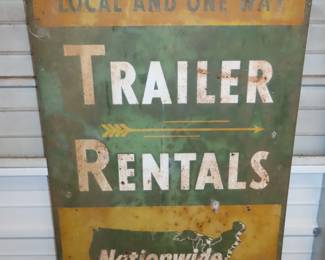 LOCAL AND ONE WAY
TRAILER
RENTALS
Nationwide